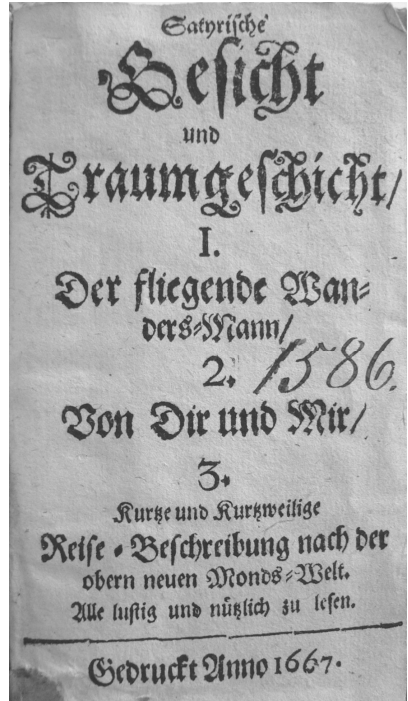 Satyrische
Gesicht
und
Traumgeschicht/
I.
Der fliegende Wan-
ders-Mann/
2. 1586.
Von Dir und Mir/
3.
Kurtze und Kurtzweilige
Reise-Beschreibung nach der
obern neuen Monds-Welt.
Alle lustig und nützlich zu lesen.
Gedruckt Anno 1667.